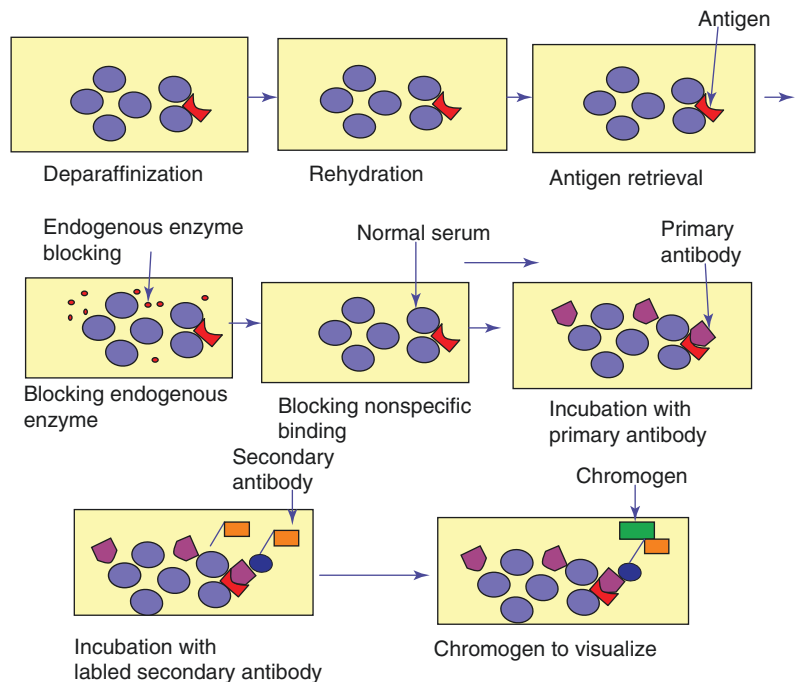 Antigen
Deparaffinization
Rehydration
Antigen retrieval
Endogenous enzyme
blocking
Normal serum
Primary
antibody
Blocking endogenous
enzyme
Blocking nonspecific
binding
Incubation with
primary antibody
Secondary
antibody
Chromogen
Incubation with
labled secondary antibody
Chromogen to visualize